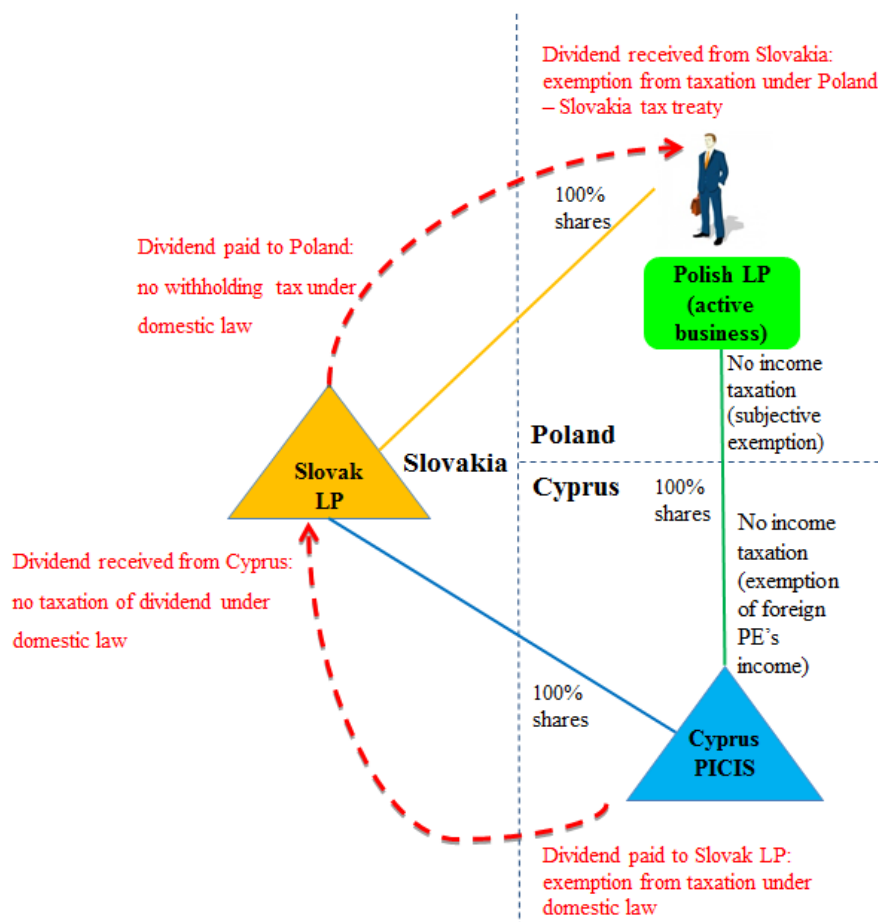 Dividend received from Slovakia:
exemption from taxation under Poland
– Slovakia tax treaty
100%
shares
Dividend paid to Poland:
no withholding tax under
domestic law
Polish LP
(active
business)
No income
taxation
(subjective
exemption)
Poland
Slovakia
Slovak
LP
Cyprus
100%
shares
No income
taxation
(exemption
of foreign
PE's
income)
Dividend received from Cyprus:
no taxation of dividend under
domestic law
100%
shares
Cyprus
PICIS
Dividend paid to Slovak LP:
exemption from taxation under
domestic law